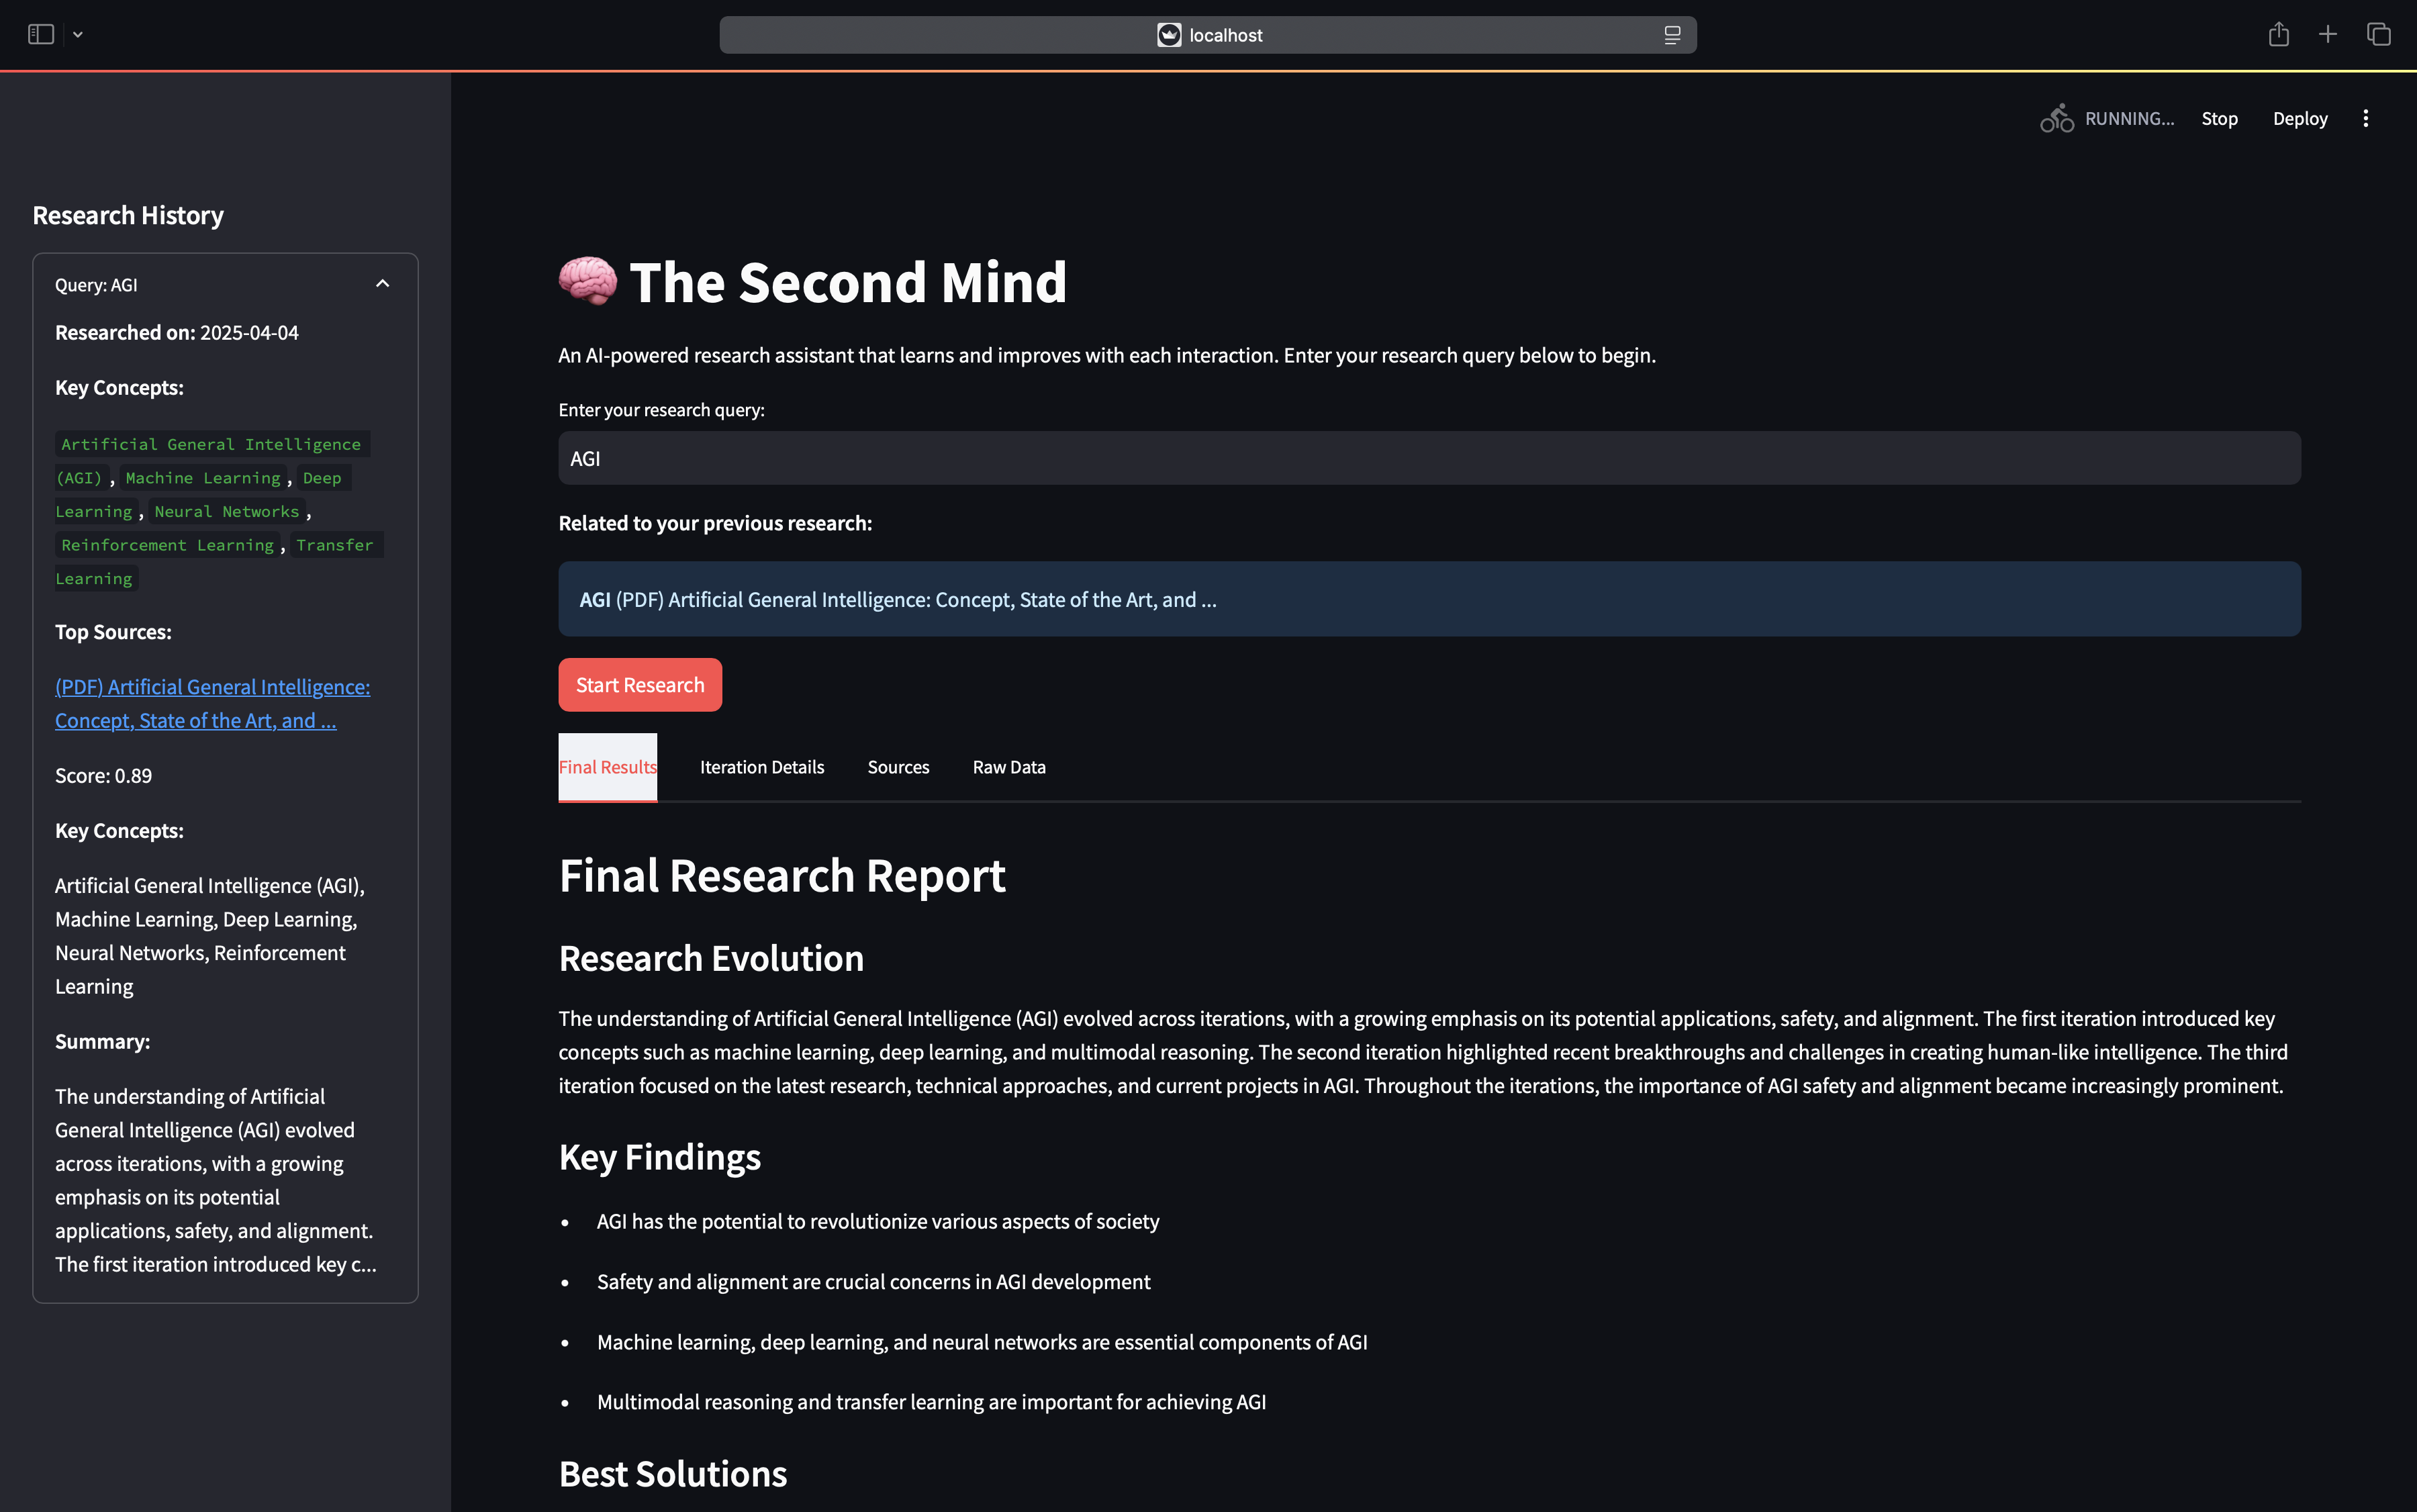 localhost
RUNNING...
Stop
Deploy
Research History
Query: AGI
Researched on: 2025-04-04
Key Concepts:
Artificial General Intelligence
(AGI) , Machine Learning , Deep
Learning , Neural Networks ,
Reinforcement Learning , Transfer
Learning
Top Sources:
(PDF) Artificial General Intelligence:
Concept, State of the Art, and ...
Score: 0.89
Key Concepts:
Artificial General Intelligence (AGI),
Machine Learning, Deep Learning,
Neural Networks, Reinforcement
Learning
Summary:
The understanding of Artificial
General Intelligence (AGI) evolved
across iterations, with a growing
emphasis on its potential
applications, safety, and alignment.
The first iteration introduced key c...
The Second Mind
An AI-powered research assistant that learns and improves with each interaction. Enter your research query below to begin.
Enter your research query:
AGI
Related to your previous research:
AGI (PDF) Artificial General Intelligence: Concept, State of the Art, and ...
Start Research
Final Results
Iteration Details
Sources
Raw Data
Final Research Report
Research Evolution
The understanding of Artificial General Intelligence (AGI) evolved across iterations, with a growing emphasis on its potential applications, safety, and alignment. The first iteration introduced key
concepts such as machine learning, deep learning, and multimodal reasoning. The second iteration highlighted recent breakthroughs and challenges in creating human-like intelligence. The third
iteration focused on the latest research, technical approaches, and current projects in AGI. Throughout the iterations, the importance of AGI safety and alignment became increasingly prominent.
Key Findings
• AGI has the potential to revolutionize various aspects of society
• Safety and alignment are crucial concerns in AGI development
• Machine learning, deep learning, and neural networks are essential components of AGI
• Multimodal reasoning and transfer learning are important for achieving AGI
Best Solutions